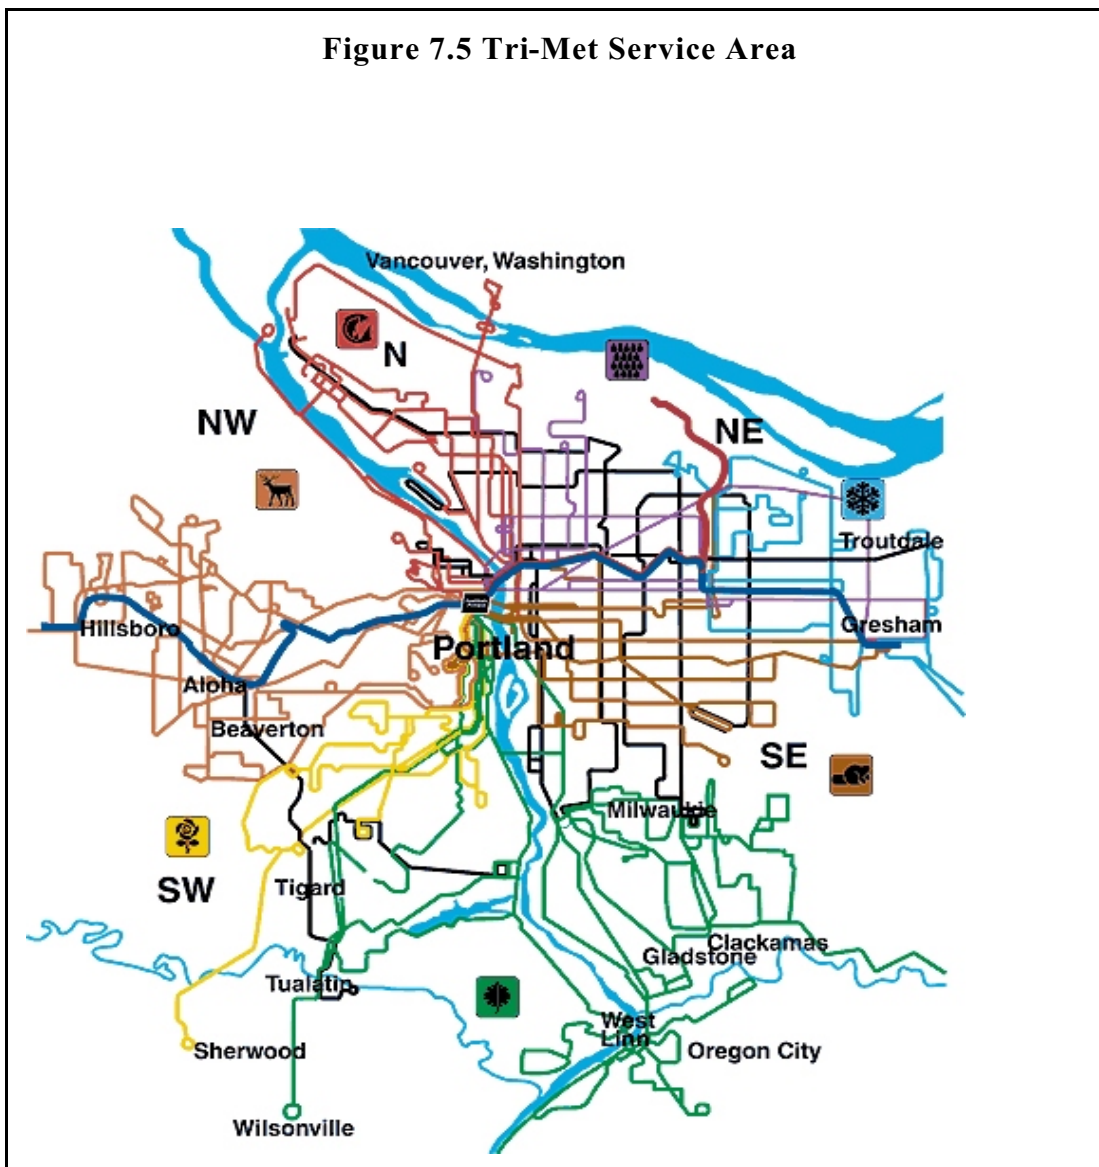 Figure 7.5 Tri-Met Service Area
Vancouver, Washington
N
NW
NE
Troutdale
Hillsboro
Gresham
Portland
Aloha
Beaverton
SE
Milwaukie
SW
Tigard
Clackamas
Gladstone
Tualatin
West
Linn
Sherwood
Oregon City
Wilsonville